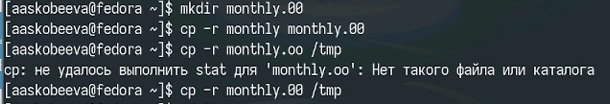 [aaskobeeva@fedora ~]$ mkdir monthly.00
[aaskobeeva@fedora ~]$ cp -r monthly monthly.00
[aaskobeeva@fedora ~]$ cp -r monthly.oo /tmp
cp: не удалось выполнить stat для 'monthly.oo': Нет такого файла или каталога
[aaskobeeva@fedora ~]$ cp -r monthly.00 /tmp